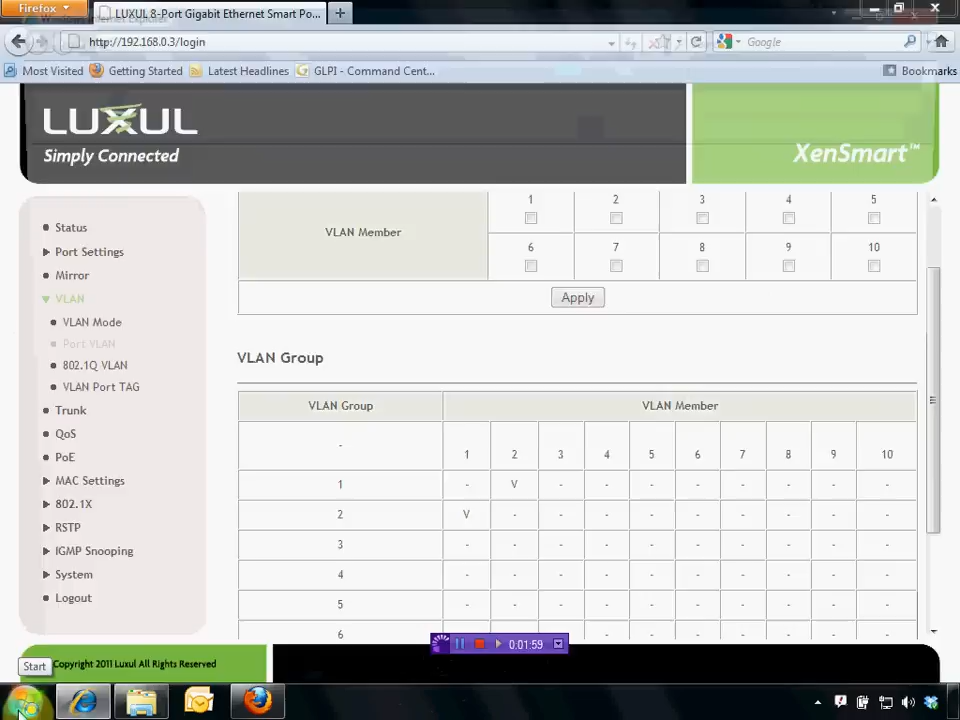 Firefox
LUXUL 8-Port Gigabit Ethernet Smart Po...
http://192.168.0.3/login
Google
Most Visited
Getting Started
Latest Headlines
GLPI - Command Cent...
Bookmarks
LUXUL
Simply Connected
XenSmart™
Status
Port Settings
Mirror
VLAN
VLAN Mode
Port VLAN
802.1Q VLAN
VLAN Port TAG
Trunk
QoS
PoE
MAC Settings
802.1X
RSTP
IGMP Snooping
System
Logout
VLAN Member
1 2 3 4 5
6 7 8 9 10
Apply
VLAN Group
VLAN Group VLAN Member
- 1 2 3 4 5 6 7 8 9 10
1 - V - - - - - - - -
2 V - - - - - - - - -
3 - - - - - - - - - -
4 - - - - - - - - - -
5 - - - - - - - - - -
6 - - - - - - - - - -
0:01:59
Start
Copyright 2011 Luxul All Rights Reserved